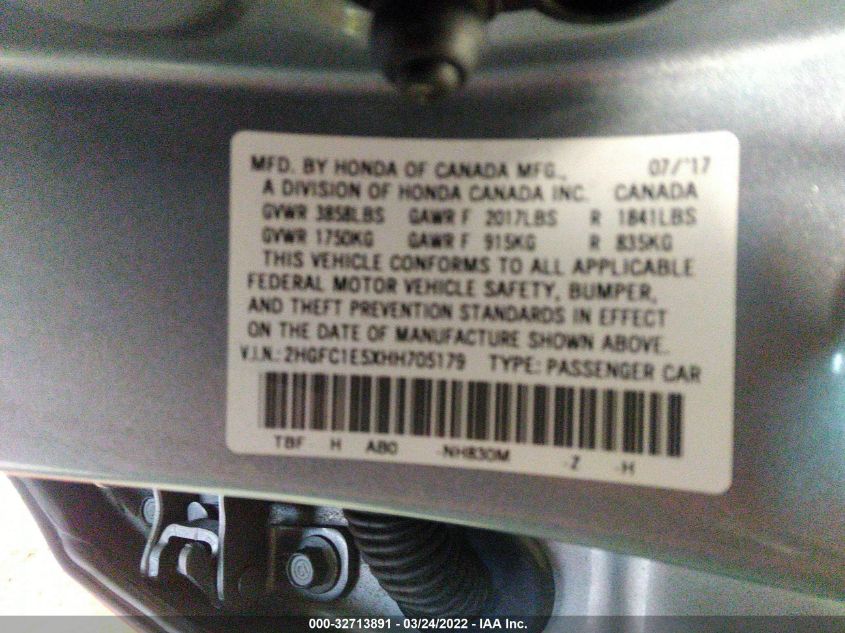 MFD. BY HONDA OF CANADA MFG., 07/'17
A DIVISION OF HONDA CANADA INC. CANADA
GVWR 3858LBS GAWR F 2017LBS R 1841LBS
GVWR 1750KG GAWR F 915KG R 835KG
THIS VEHICLE CONFORMS TO ALL APPLICABLE
FEDERAL MOTOR VEHICLE SAFETY, BUMPER,
AND THEFT PREVENTION STANDARDS IN EFFECT
ON THE DATE OF MANUFACTURE SHOWN ABOVE.
V.I.N.: 2HGFC1E5XHH705179 TYPE: PASSENGER CAR
TBF H AB0 -NH830M -Z -H
000-32713891 - 03/24/2022 - IAA Inc.